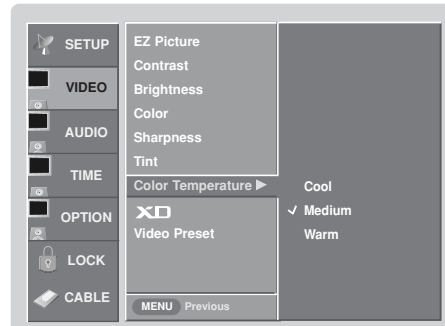 SETUP
VIDEO
AUDIO
TIME
OPTION
LOCK
CABLE
EZ Picture
Contrast
Brightness
Color
Sharpness
Tint
Color Temperature ▶
XD
Video Preset
MENU Previous
Cool
✓ Medium
Warm